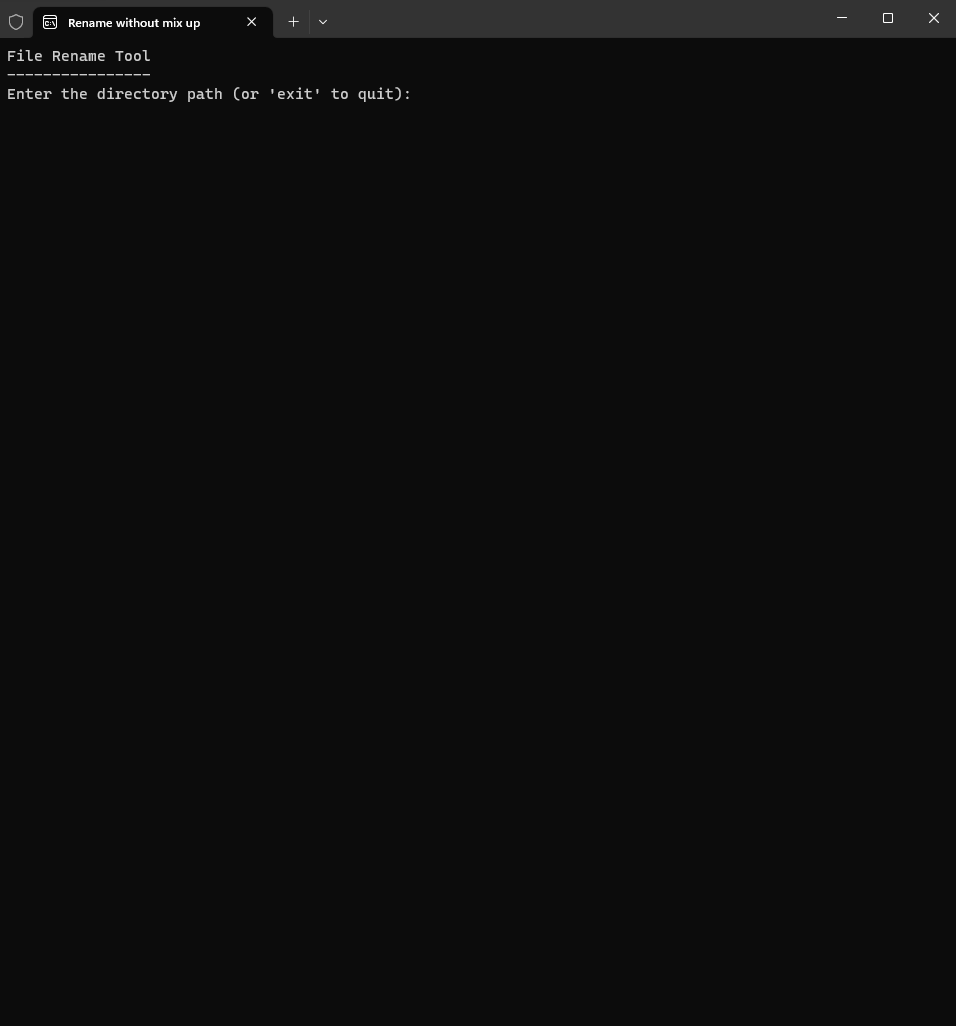 Rename without mix up
File Rename Tool
----------------
Enter the directory path (or 'exit' to quit):